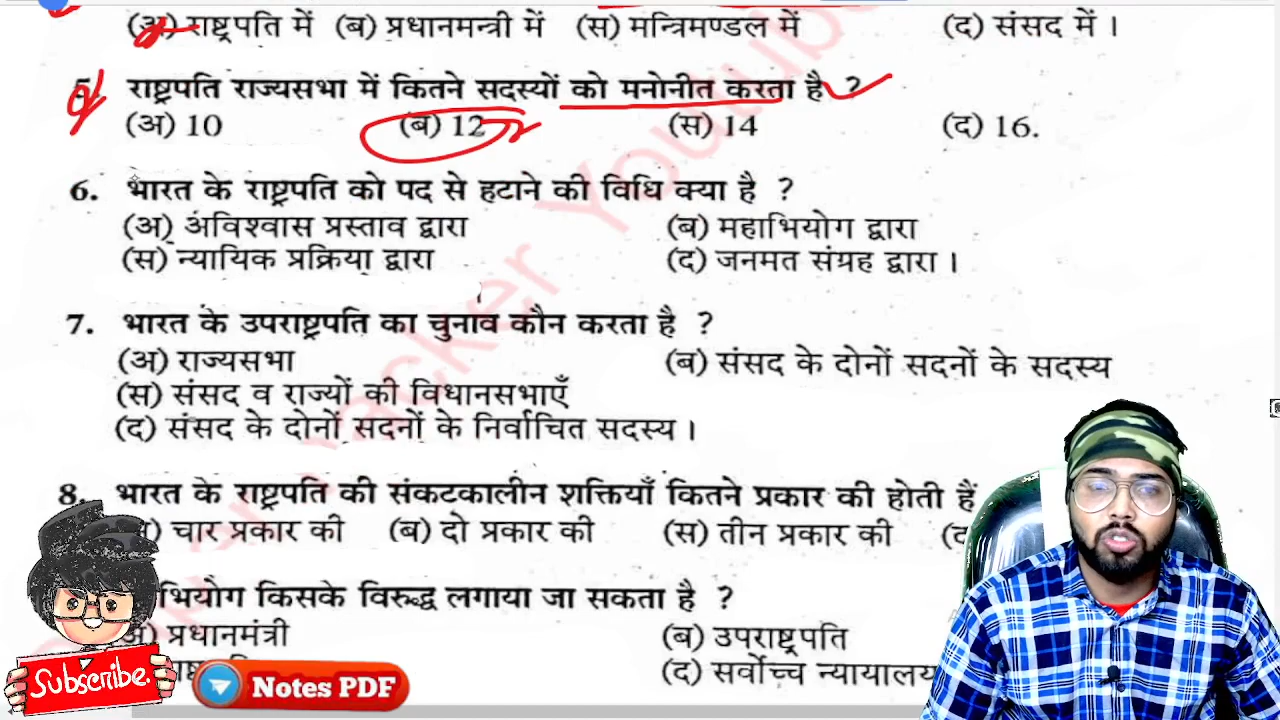 (अ) राष्ट्रपति में (ब) प्रधानमन्त्री में (स) मन्त्रिमण्डल में (द) संसद में।
5. राष्ट्रपति राज्यसभा में कितने सदस्यों को मनोनीत करता है ?
(अ) 10 (ब) 12 (स) 14 (द) 16.
6. भारत के राष्ट्रपति को पद से हटाने की विधि क्या है ?
(अ) अविश्वास प्रस्ताव द्वारा (ब) महाभियोग द्वारा
(स) न्यायिक प्रक्रिया द्वारा (द) जनमत संग्रह द्वारा।
7. भारत के उपराष्ट्रपति का चुनाव कौन करता है ?
(अ) राज्यसभा (ब) संसद के दोनों सदनों के सदस्य
(स) संसद व राज्यों की विधानसभाएँ
(द) संसद के दोनों सदनों के निर्वाचित सदस्य।
8. भारत के राष्ट्रपति की संकटकालीन शक्तियाँ कितने प्रकार की होती हैं
) चार प्रकार की (ब) दो प्रकार की (स) तीन प्रकार की (द
भियोग किसके विरुद्ध लगाया जा सकता है ?
अ) प्रधानमंत्री (ब) उपराष्ट्रपति
(द) सर्वोच्च न्यायालय
Subscribe.
Notes PDF